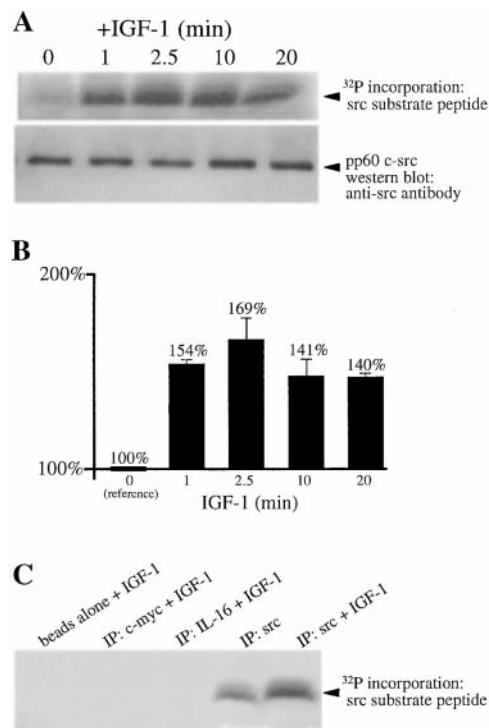 A
+IGF-1 (min)
0 1 2.5 10 20
32P incorporation:
src substrate peptide
pp60 c-src
western blot:
anti-src antibody
B
200%
169%
154%
141%
140%
100%
100%
0 1 2.5 10 20
(reference)
IGF-1 (min)
C
beads alone + IGF-1
IP: c-myc + IGF-1
IP: IL-16 + IGF-1
IP: src
IP: src + IGF-1
32P incorporation:
src substrate peptide